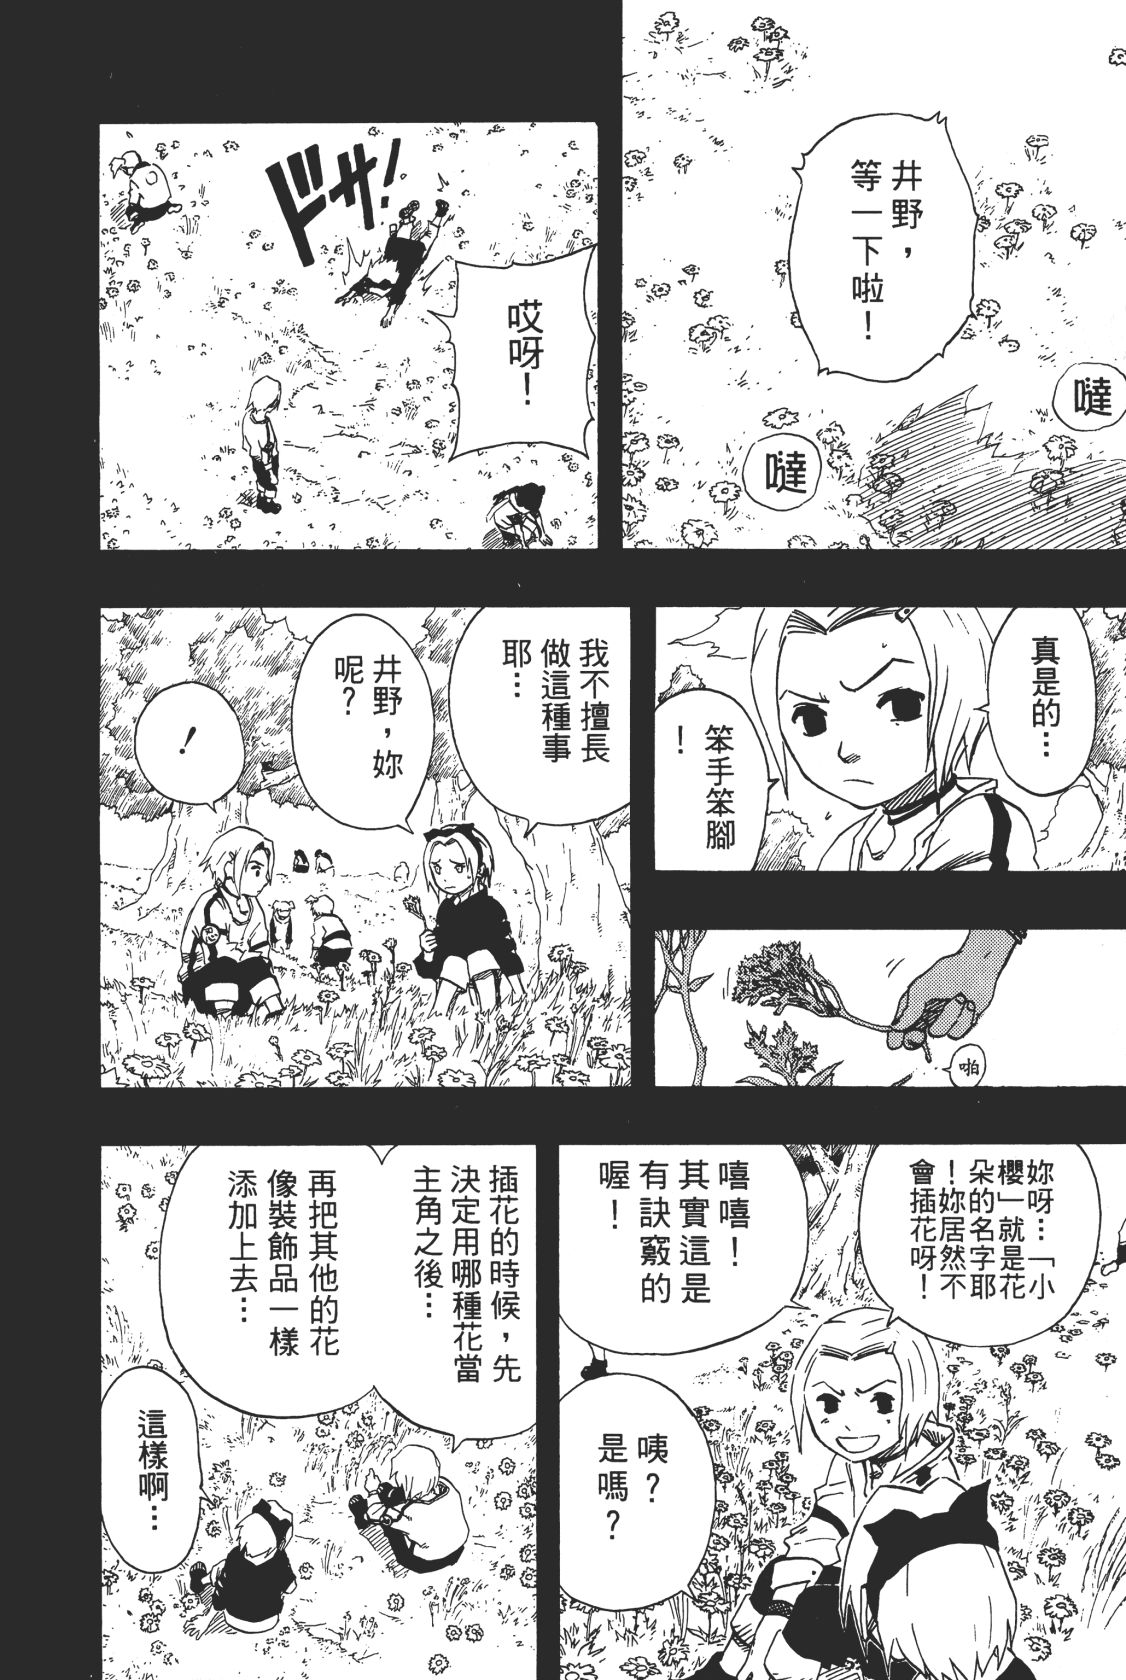 井野，
等一下啦！
噠
噠
ドサ！
哎呀！
真是的…
笨手笨腳
！
啪
我不擅長
做這種事
耶…
井野，妳
呢？
！
妳呀…「小
櫻」就是花
朵的名字耶
！妳居然不
會插花呀！
嘻嘻！
其實這是
有訣竅的
喔！
咦？
是嗎？
插花的時候，先
決定用哪種花當
主角之後…
再把其他的花
像裝飾品一樣
添加上去…
這樣啊…